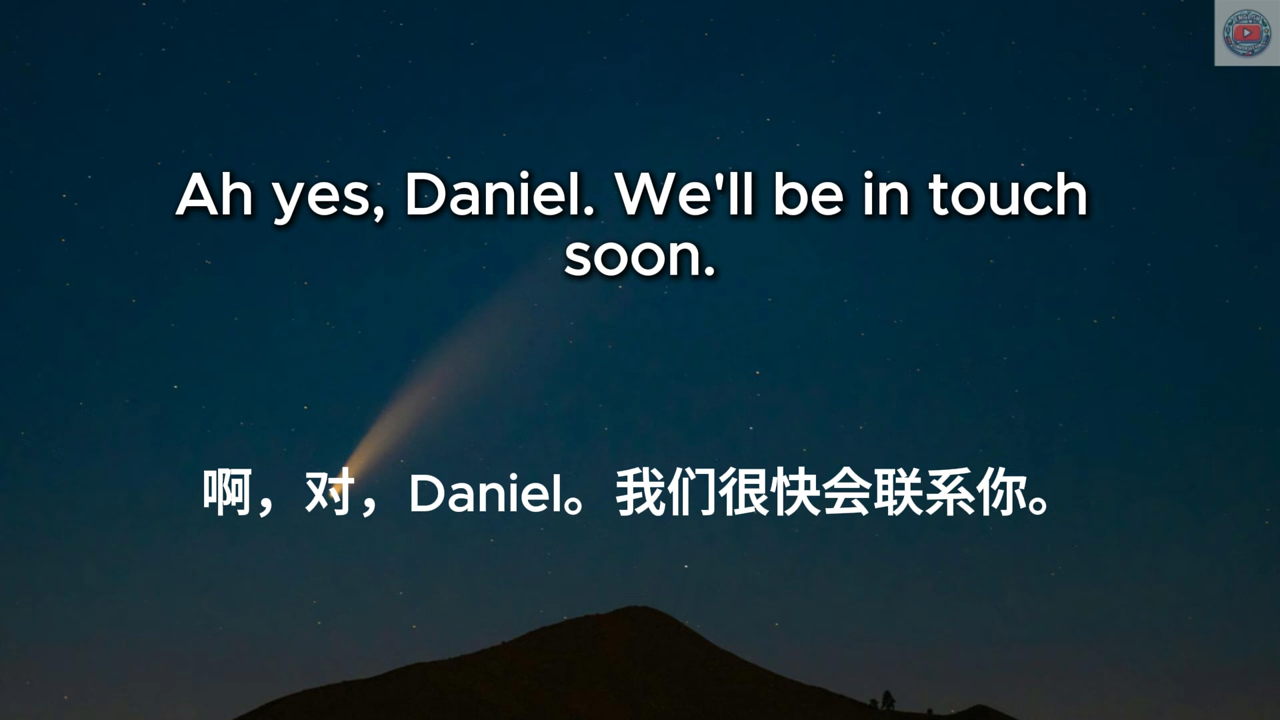 Ah yes, Daniel. We'll be in touch
soon.
啊，对，Daniel。我们很快会联系你。